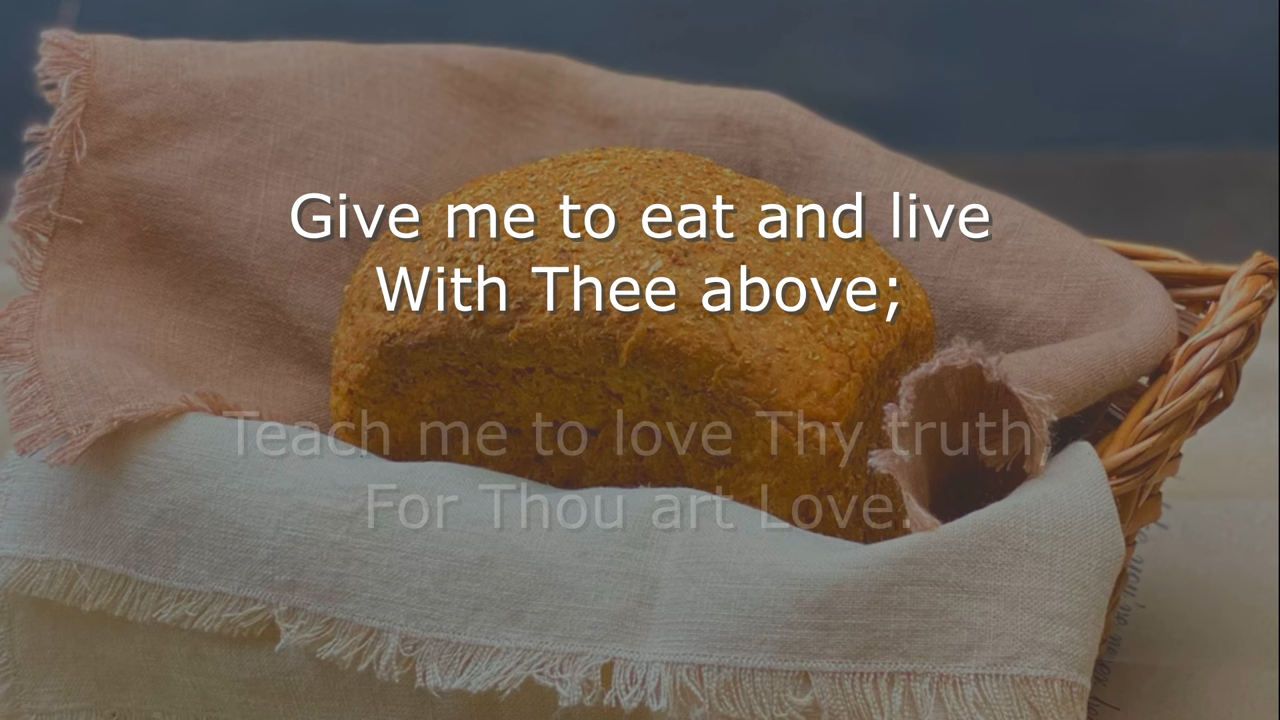 Give me to eat and live
With Thee above;
Teach me to love Thy truth
For Thou art Love.